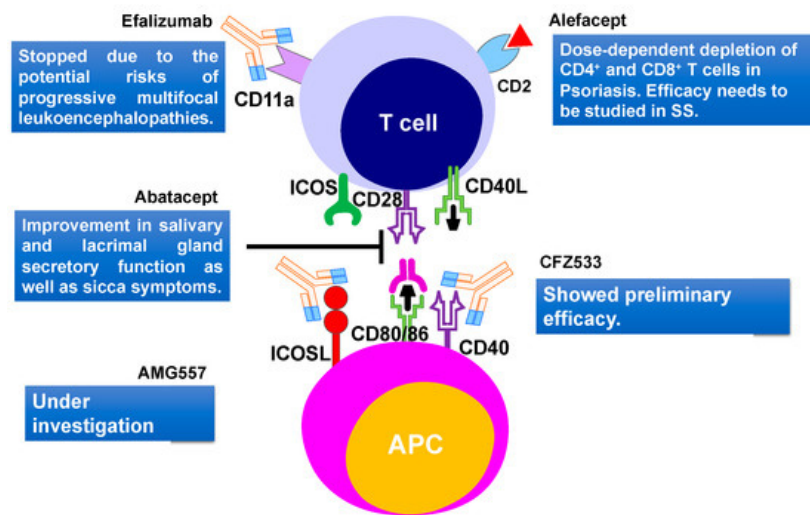 Efalizumab
Stopped due to the
potential risks of
progressive multifocal
leukoencephalopathies.
CD11a
T cell
Alefacept
CD2
Dose-dependent depletion of
CD4⁺ and CD8⁺ T cells in
Psoriasis. Efficacy needs to
be studied in SS.
ICOS
CD28
CD40L
Abatacept
Improvement in salivary
and lacrimal gland
secretory function as
well as sicca symptoms.
CFZ533
Showed preliminary
efficacy.
ICOSL
CD80/86
CD40
AMG557
Under
investigation
APC